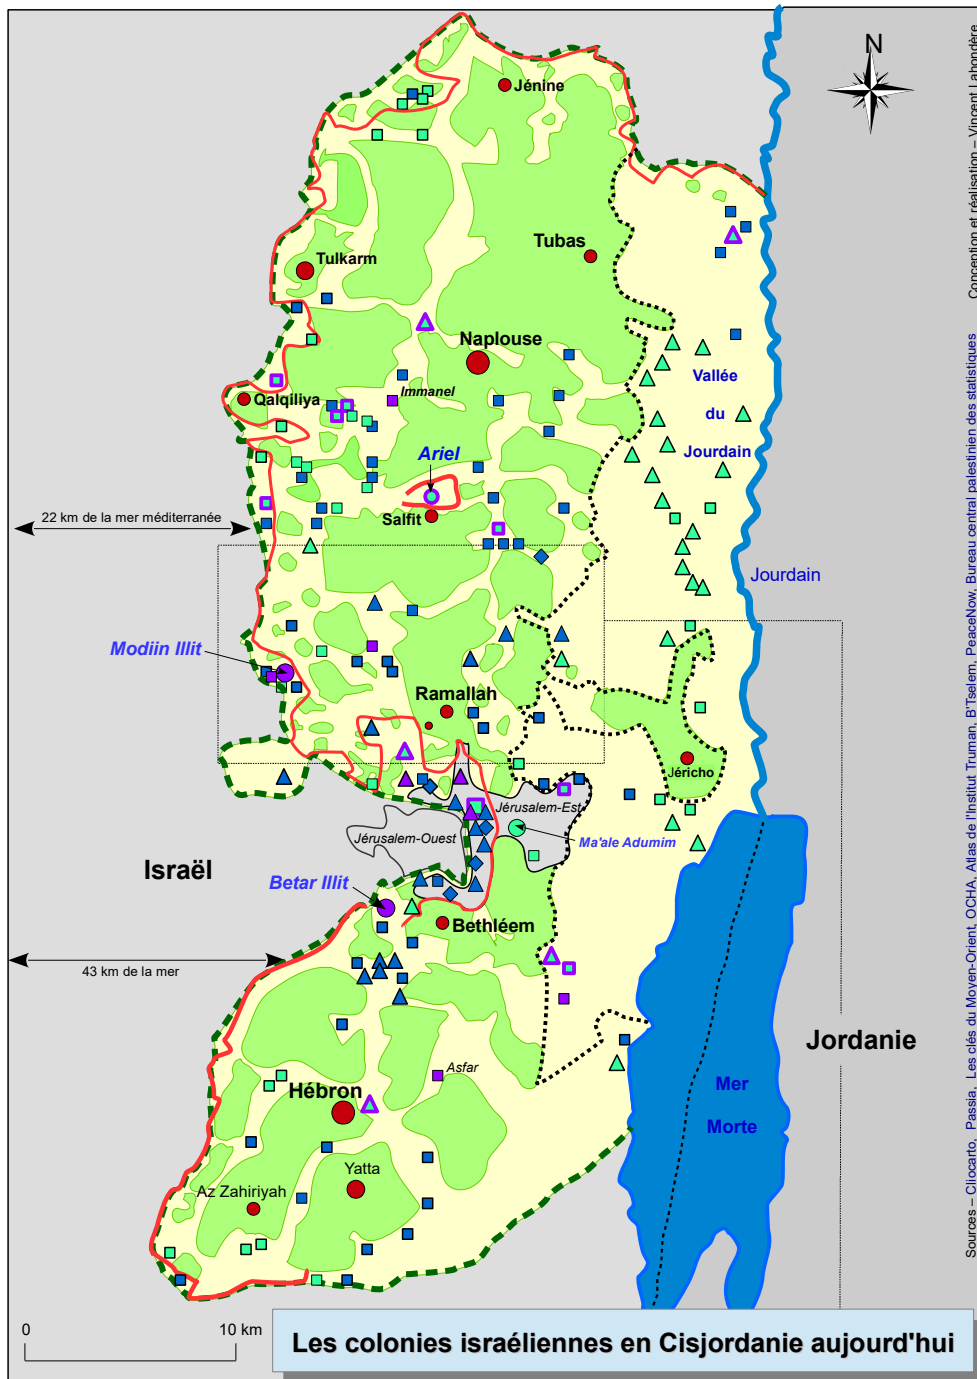 N
Conception et réalisation – Vincent Lahondère
Jénine
Tubas
Tulkarm
Naplouse
Immanel
Qalqiliya
Vallée
du
Jourdain
Ariel
Salfit
22 km de la mer méditerranée
Jourdain
Modiin Illit
Ramallah
Jéricho
Jérusalem-Est
Jérusalem-Ouest
Ma'ale Adumim
Israël
Betar Illit
Bethléem
43 km de la mer
Jordanie
Asfar
Hébron
Mer
Morte
Yatta
Az Zahiriyah
Sources – Cliocarto, Passia, Les clés du Moyen-Orient, OCHA, Atlas de l'Institut Truman, B'Tselem, PeaceNow, Bureau central palestinien des statistiques
0 10 km
Les colonies israéliennes en Cisjordanie aujourd'hui